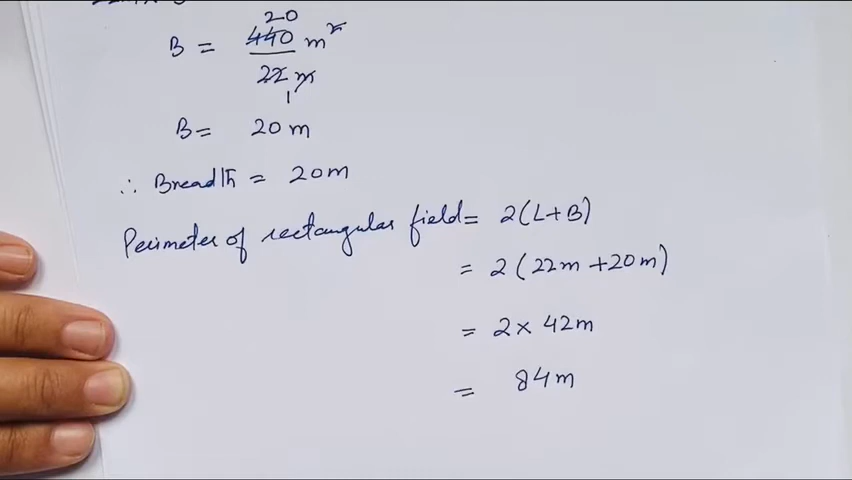 20
B = 440 m²
22 m
1
B = 20 m
∴ Breadth = 20m
Perimeter of rectangular field = 2(L+B)
= 2(22m +20m)
= 2× 42m
= 84m